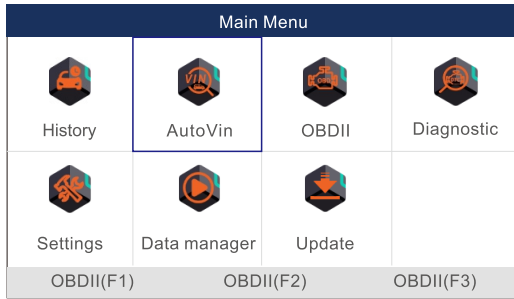 Main Menu
History
AutoVin
OBDII
Diagnostic
Settings
Data manager
Update
OBDII(F1)
OBDII(F2)
OBDII(F3)